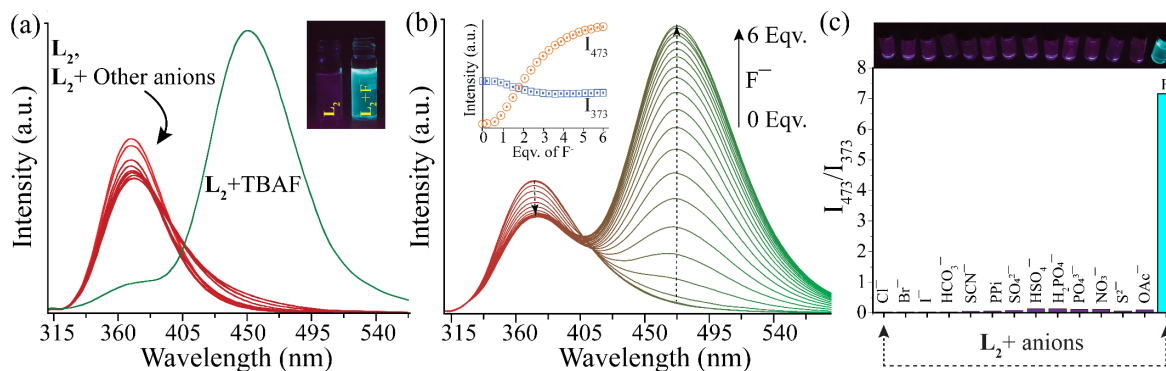 (a)
L₂,
L₂+ Other anions
L₂
L₂+F
L₂+TBAF
Intensity (a.u.)
315 360 405 450 495 540
Wavelength (nm)
(b)
Intensity (a.u.)
I₄₇₃
I₃₇₃
0 1 2 3 4 5 6
Eqv. of F⁻
6 Eqv.
F⁻
0 Eqv.
Intensity (a.u.)
315 360 405 450 495 540
Wavelength (nm)
(c)
8
7
6
5
4
3
2
1
0
I₄₇₃/I₃₇₃
Cl⁻
Br⁻
I⁻
HCO₃⁻
SCN⁻
PPi
SO₄²⁻
HSO₄⁻
H₂PO₄⁻
PO₄³⁻
NO₃⁻
S²⁻
OAc⁻
L₂+ anions